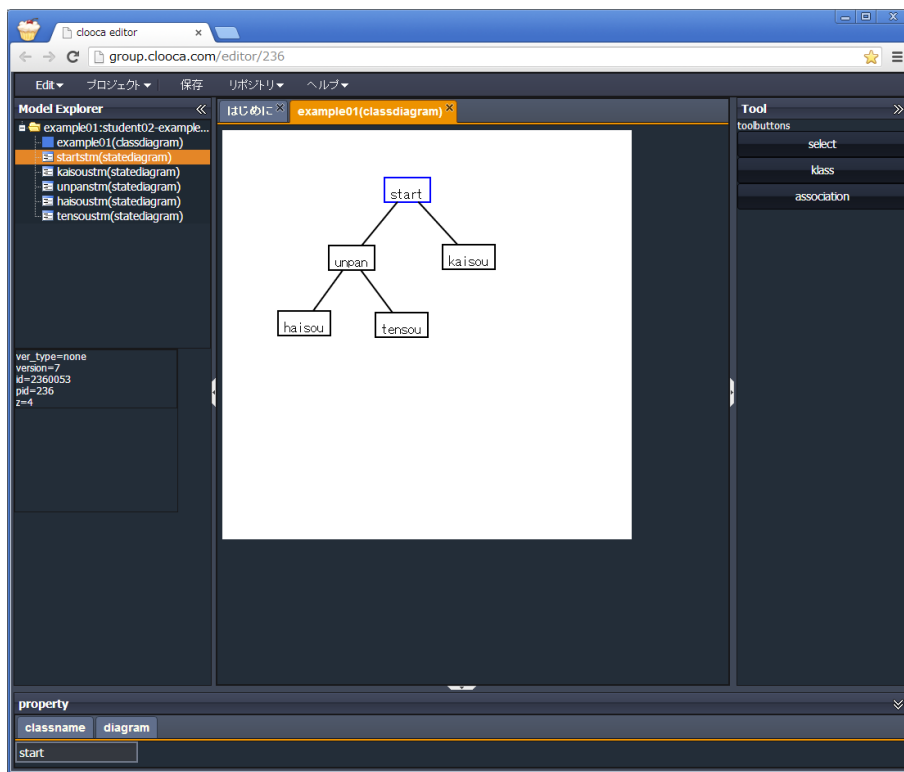 clooca editor
group.clooca.com/editor/236
Edit プロジェクト 保存 リポジトリ ヘルプ
Model Explorer
example01:student02-example...
example01(classdiagram)
startstm(statediagram)
kaisoustm(statediagram)
unpanstm(statediagram)
haisoustm(statediagram)
tensoustm(statediagram)
ver_type=none
version=7
id=2360053
pid=236
z=4
はじめに example01(classdiagram)
start
unpan kaisou
haisou tensou
Tool
toolbuttons
select
klass
association
property
classname diagram
start